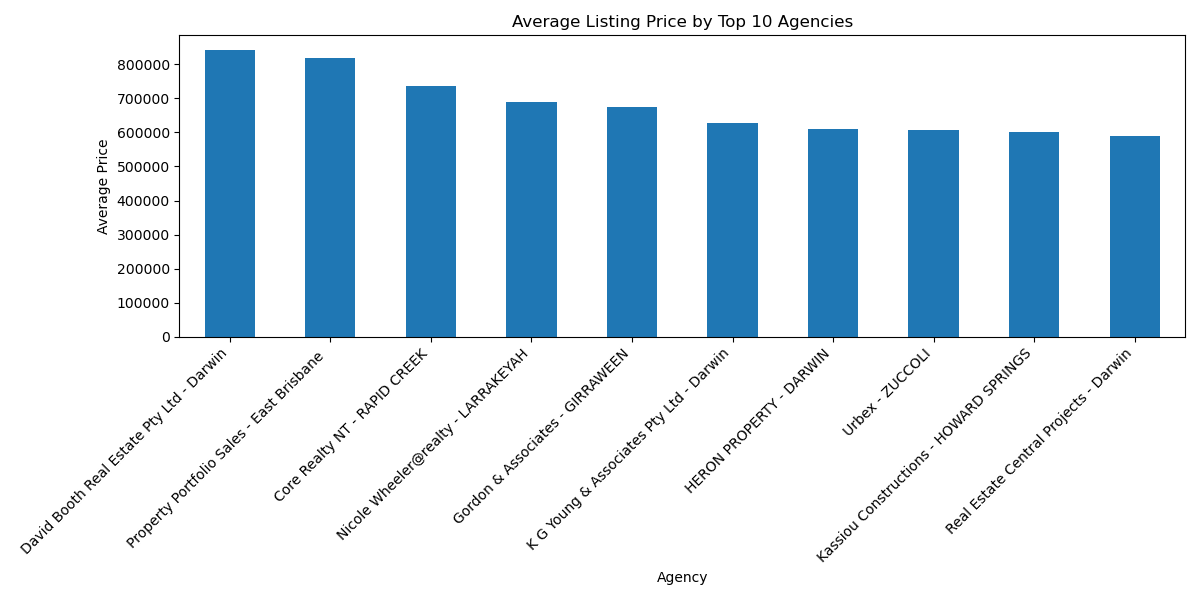 Average Listing Price by Top 10 Agencies
800000
700000
600000
500000
400000
300000
200000
100000
0
Average Price
David Booth Real Estate Pty Ltd - Darwin
Property Portfolio Sales - East Brisbane
Core Realty NT - RAPID CREEK
Nicole Wheeler@realty - LARRAKEYAH
Gordon & Associates - GIRRAWEEN
K G Young & Associates Pty Ltd - Darwin
HERON PROPERTY - DARWIN
Urbex - ZUCCOLI
Kassiou Constructions - HOWARD SPRINGS
Real Estate Central Projects - Darwin
Agency